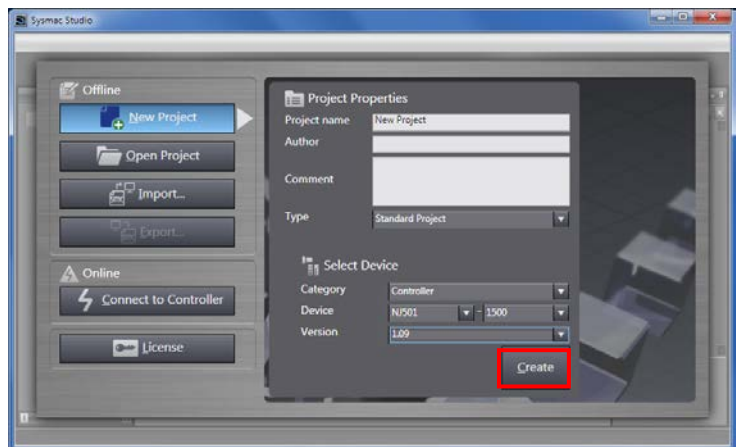 Sysmac Studio
Offline
New Project
Open Project
Import...
Export...
Online
Connect to Controller
License
Project Properties
Project name New Project
Author
Comment
Type Standard Project
Select Device
Category Controller
Device NJ501 - 1500
Version 1.09
Create